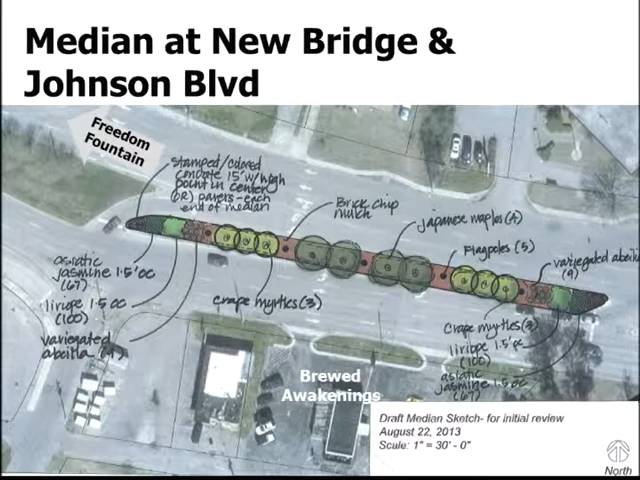 Median at New Bridge &
Johnson Blvd
Freedom
Fountain
stamped/colored
concrete 15' w/ high
point in center
(OR) pavers - each
end of median
Brick chip
mulch
Japanese maples (4)
Flagpoles (5)
variegated abelia
(9)
asiatic
jasmine 1.5' oc
(67)
liriope 1.5 oc
(100)
variegated
abelia (9)
crape myrtles (3)
Crape myrtles (3)
liriope 1.5' oc
(100)
asiatic
jasmine 1.5' oc
(67)
Brewed
Awakenings
Draft Median Sketch- for initial review
August 22, 2013
Scale: 1" = 30' - 0"
North